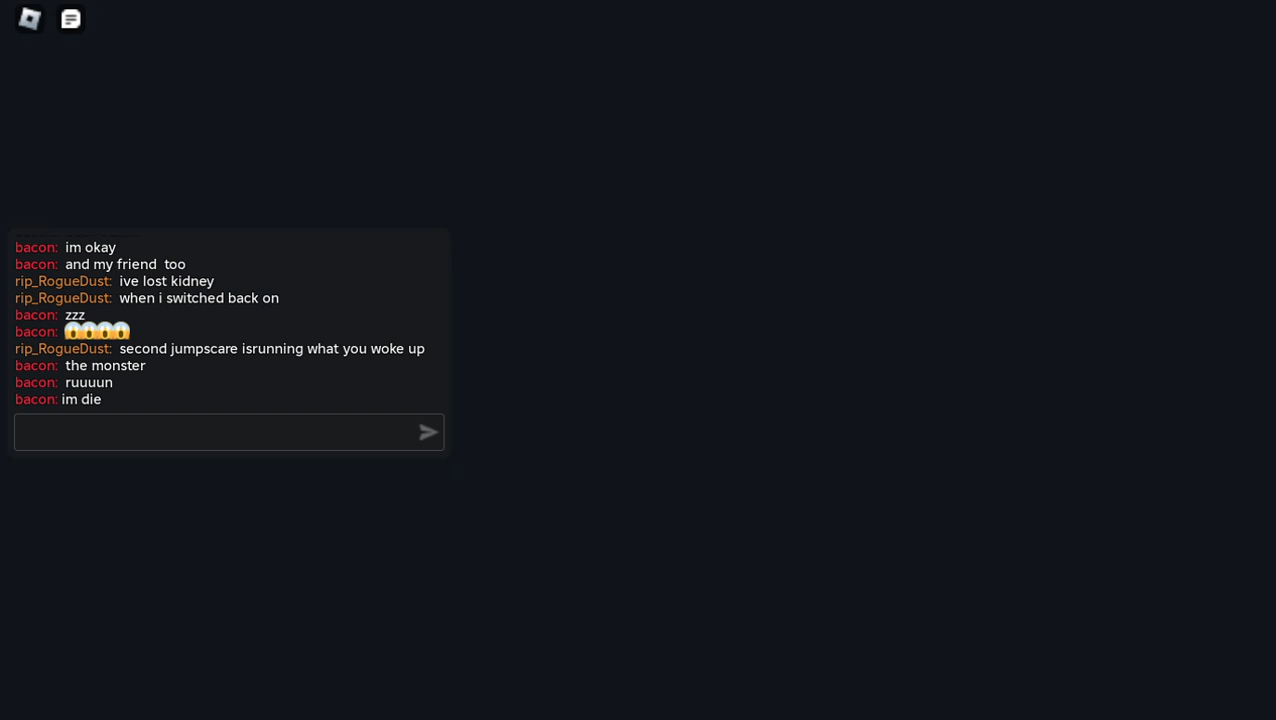 bacon: im okay
bacon: and my friend  too
rip_RogueDust: ive lost kidney
rip_RogueDust: when i switched back on
bacon: zzz
bacon: 😱😱😱😱
rip_RogueDust: second jumpscare isrunning what you woke up
bacon: the monster
bacon: ruuuun
bacon: im die